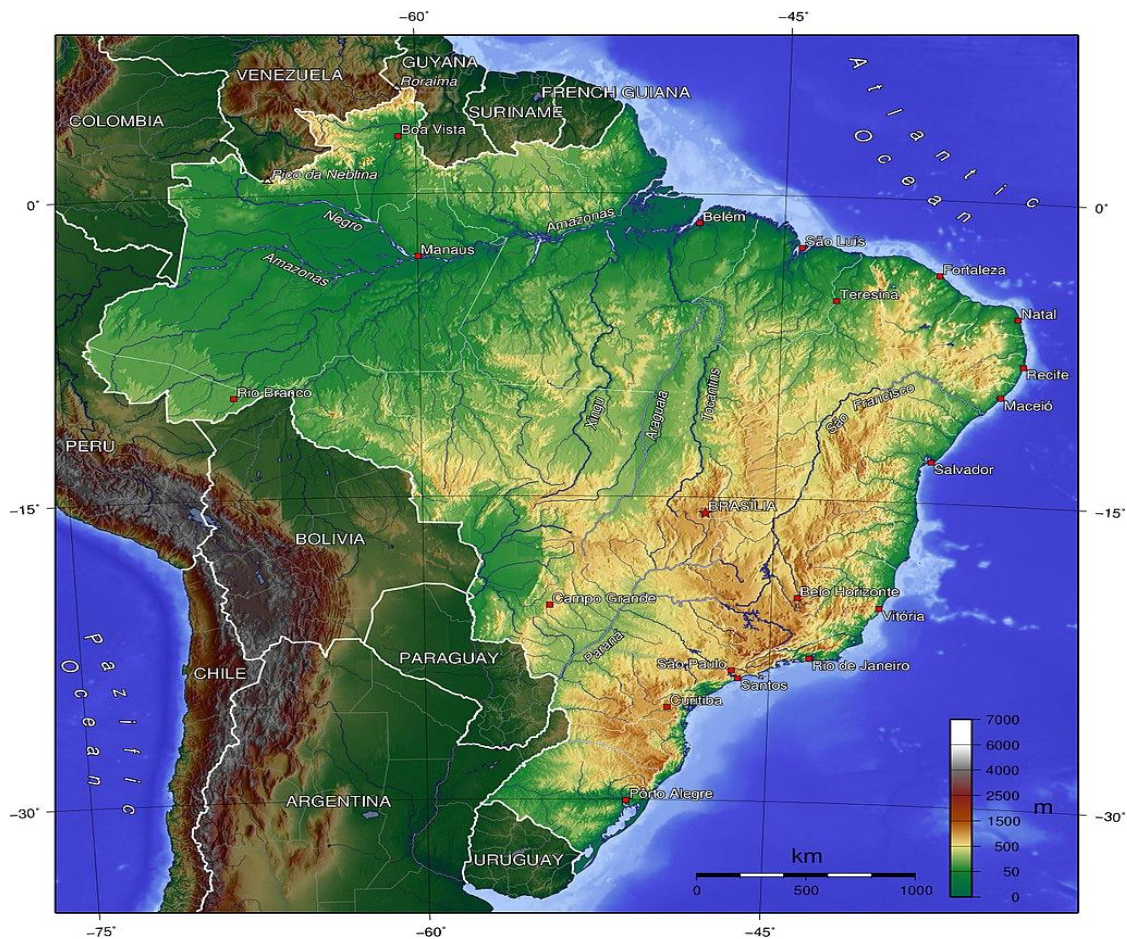 −60°
−45°
VENEZUELA
GUYANA
Roraima
FRENCH GUIANA
SURINAME
COLOMBIA
Boa Vista
Atlantic
Ocean
Pico da Neblina
0°
0°
Negro
Amazonas
Belém
Manaus
São Luís
Amazonas
Fortaleza
Teresina
Natal
Recife
Rio Branco
Xingu
Araguaia
Tocantins
São Francisco
Maceió
PERU
Salvador
−15°
BRASÍLIA
−15°
BOLIVIA
Campo Grande
Belo Horizonte
Vitória
Pazific
Ocean
Paraná
PARAGUAY
São Paulo
Rio de Janeiro
CHILE
Santos
Curitiba
7000
6000
4000
2500
1500
500
50
0
m
ARGENTINA
Pôrto Alegre
−30°
−30°
URUGUAY
km
0
500
1000
−75°
−60°
−45°